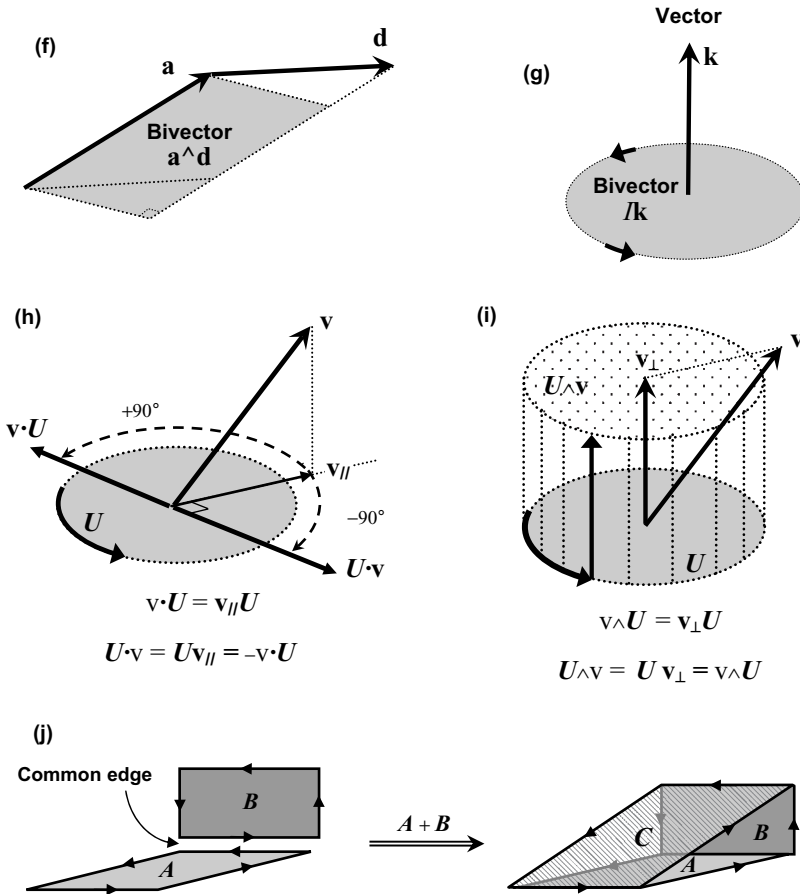 (f)
a
d
Bivector
a^d
Vector
(g)
k
Bivector
Ik
(h)
v
+90°
v·U
v//
U
−90°
U·v
v·U = v//U
U·v = Uv// = −v·U
(i)
v
v⊥
U∧v
U
v∧U = v⊥U
U∧v = U v⊥ = v∧U
(j)
Common edge
B
A
A + B
C
B
A